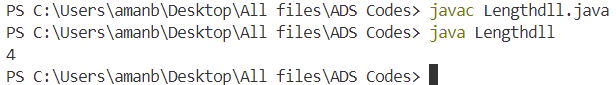 PS C:\Users\amanb\Desktop\All files\ADS Codes> javac Lengthdll.java
PS C:\Users\amanb\Desktop\All files\ADS Codes> java Lengthdll
4
PS C:\Users\amanb\Desktop\All files\ADS Codes>